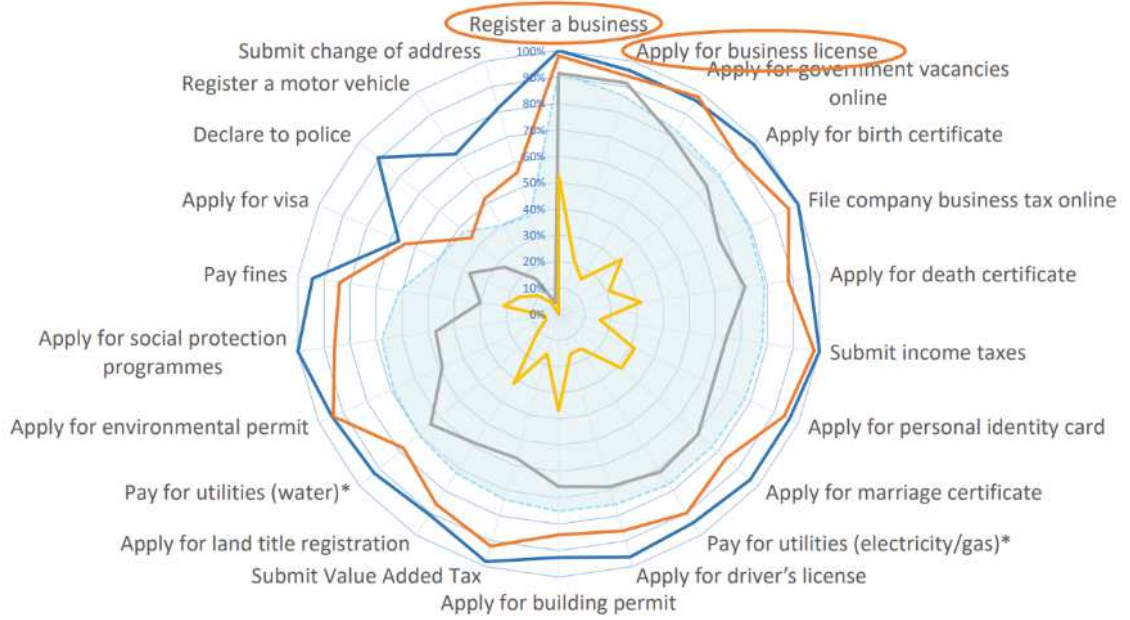 Register a business
Apply for business license
Apply for government vacancies
online
Apply for birth certificate
File company business tax online
Apply for death certificate
Submit income taxes
Apply for personal identity card
Apply for marriage certificate
Pay for utilities (electricity/gas)*
Apply for driver's license
Apply for building permit
Submit Value Added Tax
Apply for land title registration
Pay for utilities (water)*
Apply for environmental permit
Apply for social protection
programmes
Pay fines
Apply for visa
Declare to police
Register a motor vehicle
Submit change of address
100%
90%
80%
70%
60%
50%
40%
30%
20%
10%
0%